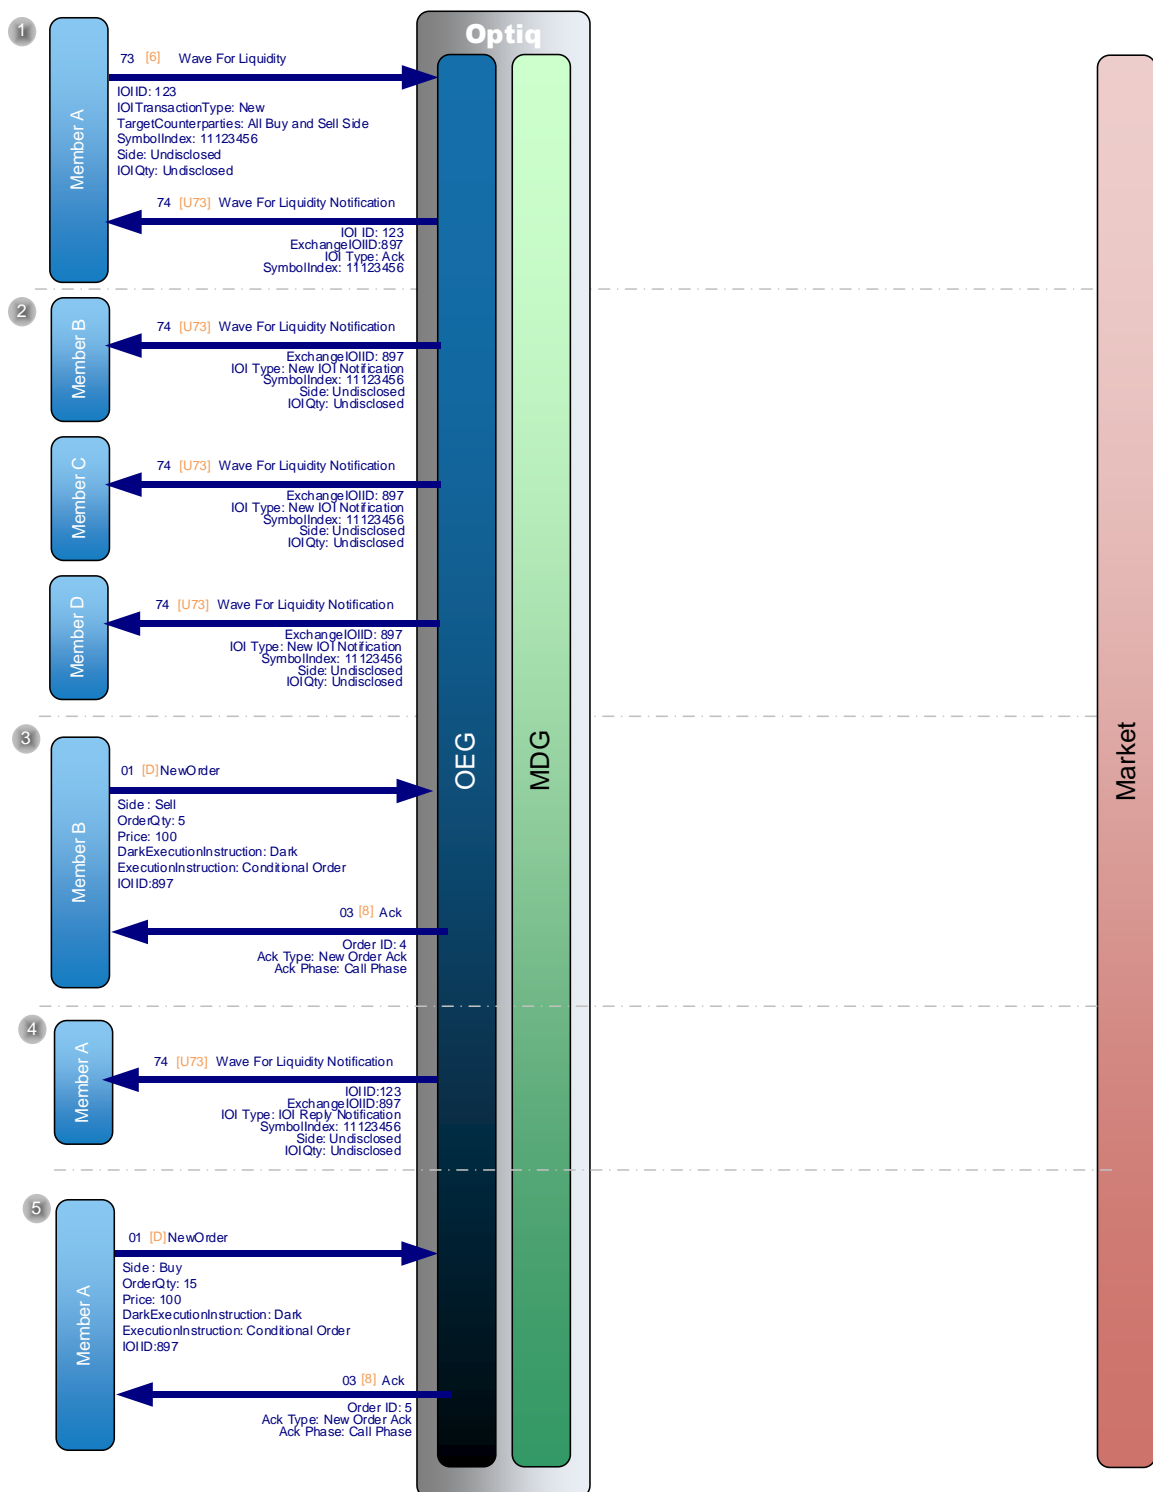 1
Optiq
Member A
73 [6] Wave For Liquidity
IOIID: 123
IOITransactionType: New
TargetCounterparties: All Buy and Sell Side
SymbolIndex: 11123456
Side: Undisclosed
IOIQty: Undisclosed
74 [U73] Wave For Liquidity Notification
IOI ID: 123
ExchangeIOIID:897
IOI Type: Ack
SymbolIndex: 11123456
2
Member B
74 [U73] Wave For Liquidity Notification
ExchangeIOIID: 897
IOI Type: New IOI Notification
SymbolIndex: 11123456
Side: Undisclosed
IOIQty: Undisclosed
Member C
74 [U73] Wave For Liquidity Notification
ExchangeIOIID: 897
IOI Type: New IOI Notification
SymbolIndex: 11123456
Side: Undisclosed
IOIQty: Undisclosed
Member D
74 [U73] Wave For Liquidity Notification
ExchangeIOIID: 897
IOI Type: New IOI Notification
SymbolIndex: 11123456
Side: Undisclosed
IOIQty: Undisclosed
OEG
MDG
Market
3
Member B
01 [D] NewOrder
Side : Sell
OrderQty: 5
Price: 100
DarkExecutionInstruction: Dark
ExecutionInstruction: Conditional Order
IOIID:897
03 [8] Ack
Order ID: 4
Ack Type: New Order Ack
Ack Phase: Call Phase
4
Member A
74 [U73] Wave For Liquidity Notification
IOIID:123
ExchangeIOIID:897
IOI Type: IOI Reply Notification
SymbolIndex: 11123456
Side: Undisclosed
IOIQty: Undisclosed
5
Member A
01 [D] NewOrder
Side : Buy
OrderQty: 15
Price: 100
DarkExecutionInstruction: Dark
ExecutionInstruction: Conditional Order
IOIID:897
03 [8] Ack
Order ID: 5
Ack Type: New Order Ack
Ack Phase: Call Phase